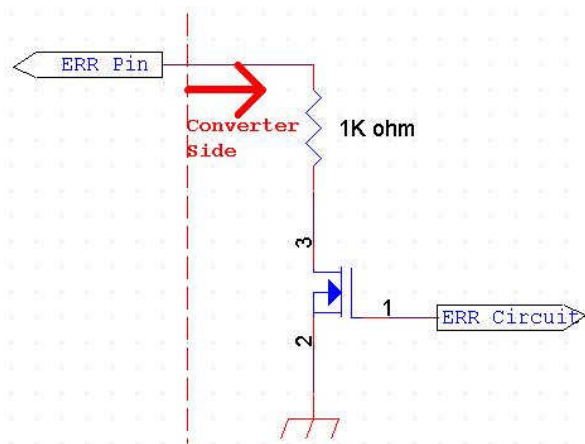 ERR Pin
Converter
Side
1K ohm
3
1
ERR Circuit
2